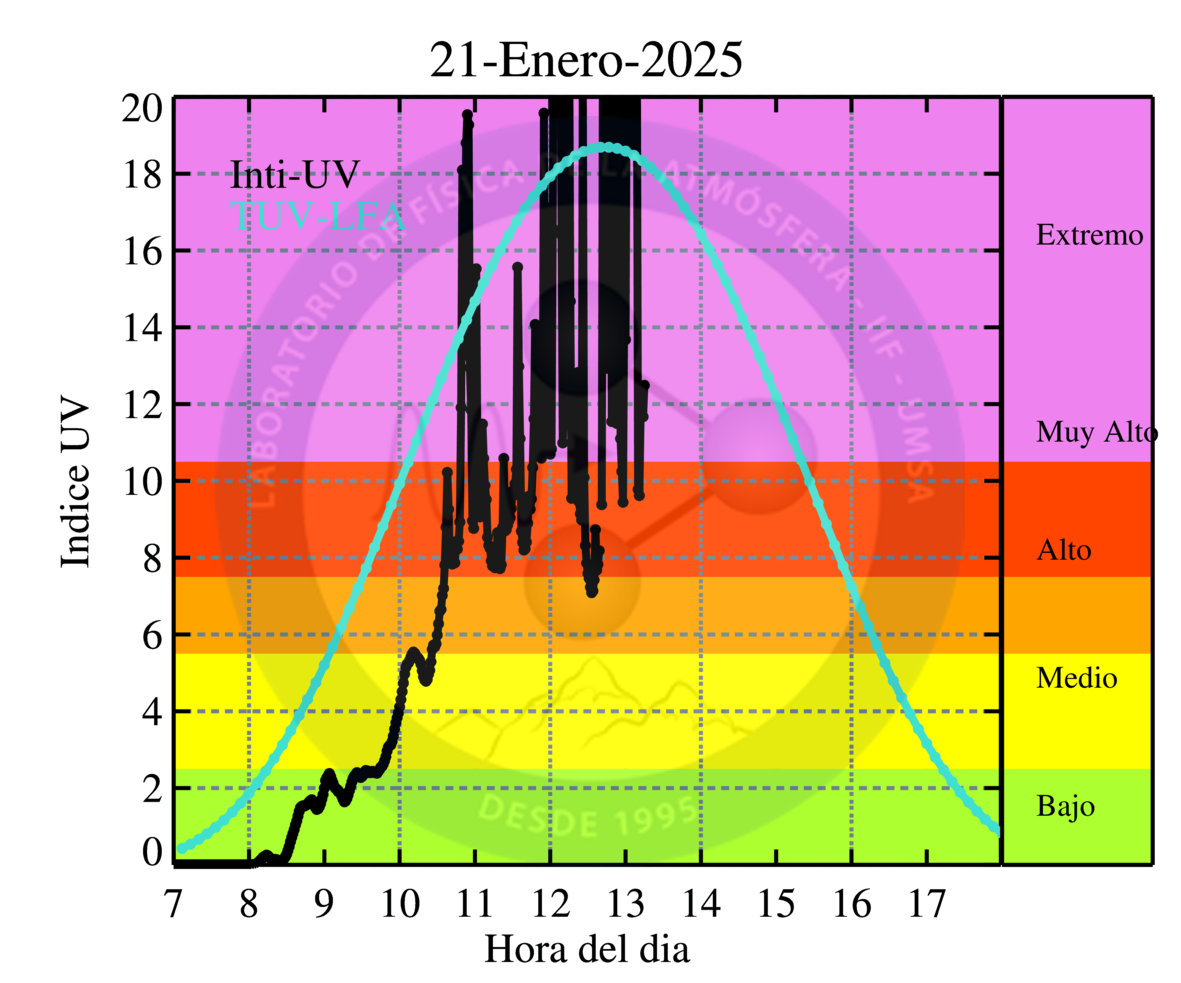 21-Enero-2025
Inti-UV
TUV-LFA
LABORATORIO DE FÍSICA DE LA ATMÓSFERA - IIF - UMSA
DESDE 1995
Indice UV
20
18
16
14
12
10
8
6
4
2
0
7 8 9 10 11 12 13 14 15 16 17
Hora del dia
Extremo
Muy Alto
Alto
Medio
Bajo